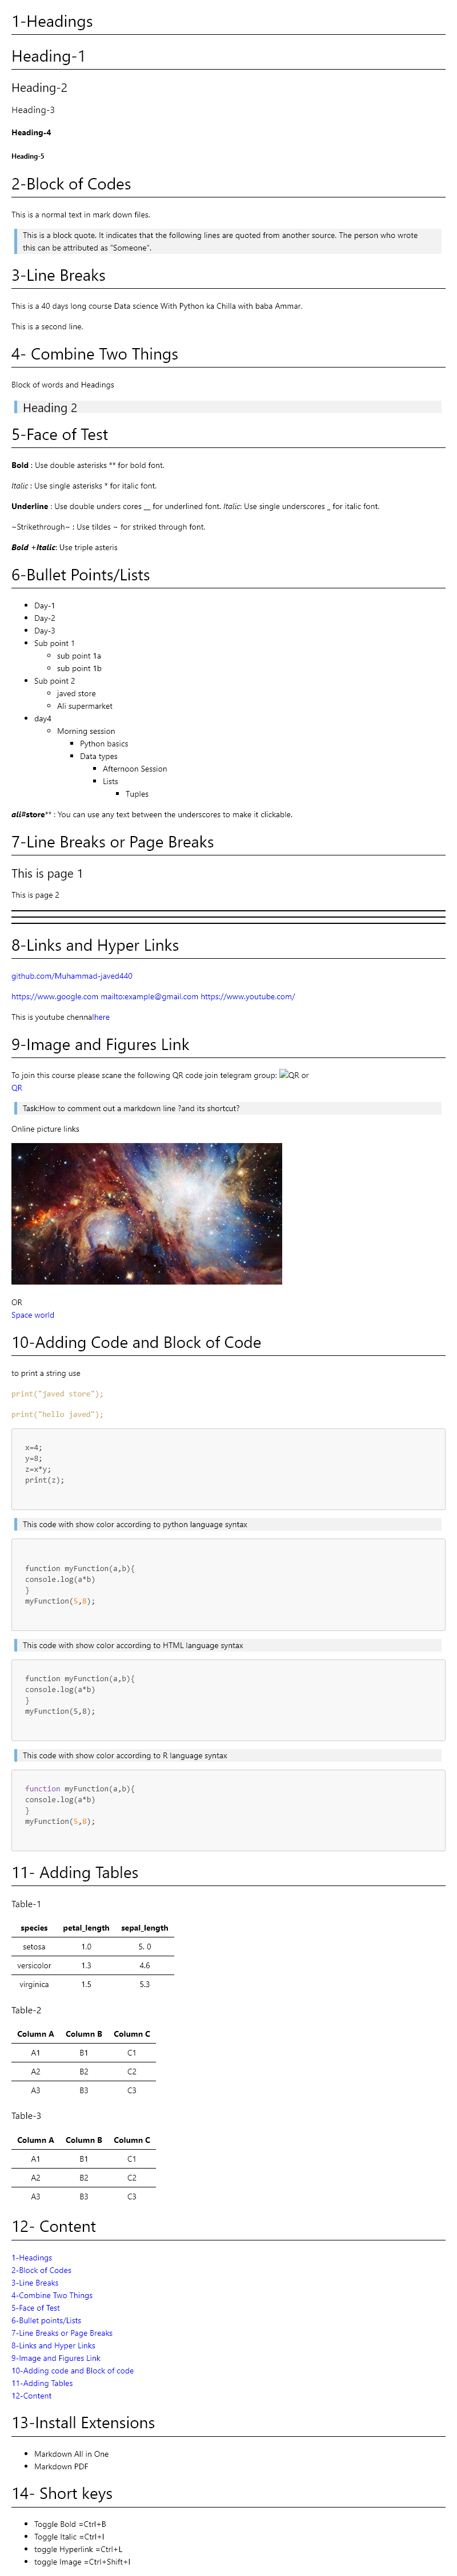 1-Headings
Heading-1
Heading-2
Heading-3
Heading-4
Heading-5
2-Block of Codes
This is a normal text in mark down files.
This is a block quote. It indicates that the following lines are quoted from another source. The person who wrote
this can be attributed as "Someone".
3-Line Breaks
This is a 40 days long course Data science With Python ka Chilla with baba Ammar.
This is a second line.
4- Combine Two Things
Block of words and Headings
Heading 2
5-Face of Test
Bold : Use double asterisks ** for bold font.
Italic : Use single asterisks * for italic font.
Underline : Use double unders cores __ for underlined font. Italic: Use single underscores _ for italic font.
~Strikethrough~ : Use tildes ~ for striked through font.
Bold +Italic: Use triple asteris
6-Bullet Points/Lists
Day-1
Day-2
Day-3
Sub point 1
sub point 1a
sub point 1b
Sub point 2
javed store
Ali supermarket
day4
Morning session
Python basics
Data types
Afternoon Session
Lists
Tuples
ali#store** : You can use any text between the underscores to make it clickable.
7-Line Breaks or Page Breaks
This is page 1
This is page 2
8-Links and Hyper Links
github.com/Muhammad-javed440
https://www.google.com mailto:example@gmail.com https://www.youtube.com/
This is youtube chennalhere
9-Image and Figures Link
To join this course please scane the following QR code join telegram group: QR or
QR
Task:How to comment out a markdown line ?and its shortcut?
Online picture links
OR
Space world
10-Adding Code and Block of Code
to print a string use
print("javed store");
print("hello javed");
x=4;
y=8;
z=x*y;
print(z);
This code with show color according to python language syntax
function myFunction(a,b){
console.log(a*b)
}
myFunction(5,8);
This code with show color according to HTML language syntax
function myFunction(a,b){
console.log(a*b)
}
myFunction(5,8);
This code with show color according to R language syntax
function myFunction(a,b){
console.log(a*b)
}
myFunction(5,8);
11- Adding Tables
Table-1
species petal_length sepal_length
setosa 1.0 5. 0
versicolor 1.3 4.6
virginica 1.5 5.3
Table-2
Column A Column B Column C
A1 B1 C1
A2 B2 C2
A3 B3 C3
Table-3
Column A Column B Column C
A1 B1 C1
A2 B2 C2
A3 B3 C3
12- Content
1-Headings
2-Block of Codes
3-Line Breaks
4-Combine Two Things
5-Face of Test
6-Bullet points/Lists
7-Line Breaks or Page Breaks
8-Links and Hyper Links
9-Image and Figures Link
10-Adding code and Block of code
11-Adding Tables
12-Content
13-Install Extensions
Markdown All in One
Markdown PDF
14- Short keys
Toggle Bold =Ctrl+B
Toggle Italic =Ctrl+I
toggle Hyperlink =Ctrl+L
toggle Image =Ctrl+Shift+I